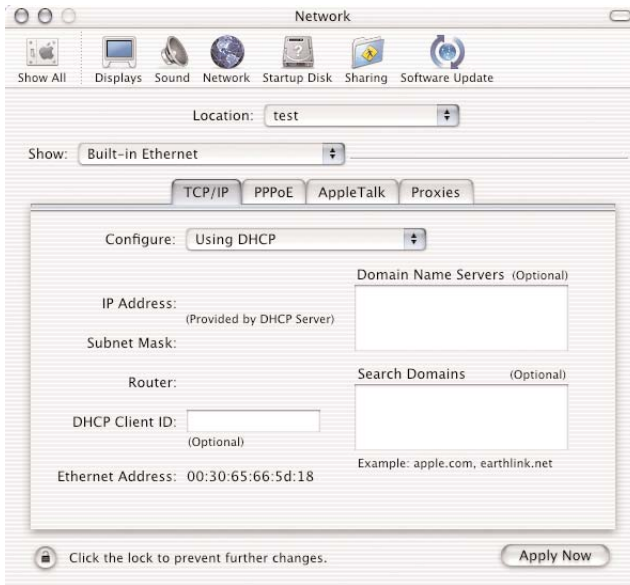 Network
Show All Displays Sound Network Startup Disk Sharing Software Update
Location: test
Show: Built-in Ethernet
TCP/IP PPPoE AppleTalk Proxies
Configure: Using DHCP
Domain Name Servers (Optional)
IP Address:
(Provided by DHCP Server)
Subnet Mask:
Router:
Search Domains (Optional)
DHCP Client ID:
(Optional)
Example: apple.com, earthlink.net
Ethernet Address: 00:30:65:66:5d:18
Click the lock to prevent further changes.
Apply Now